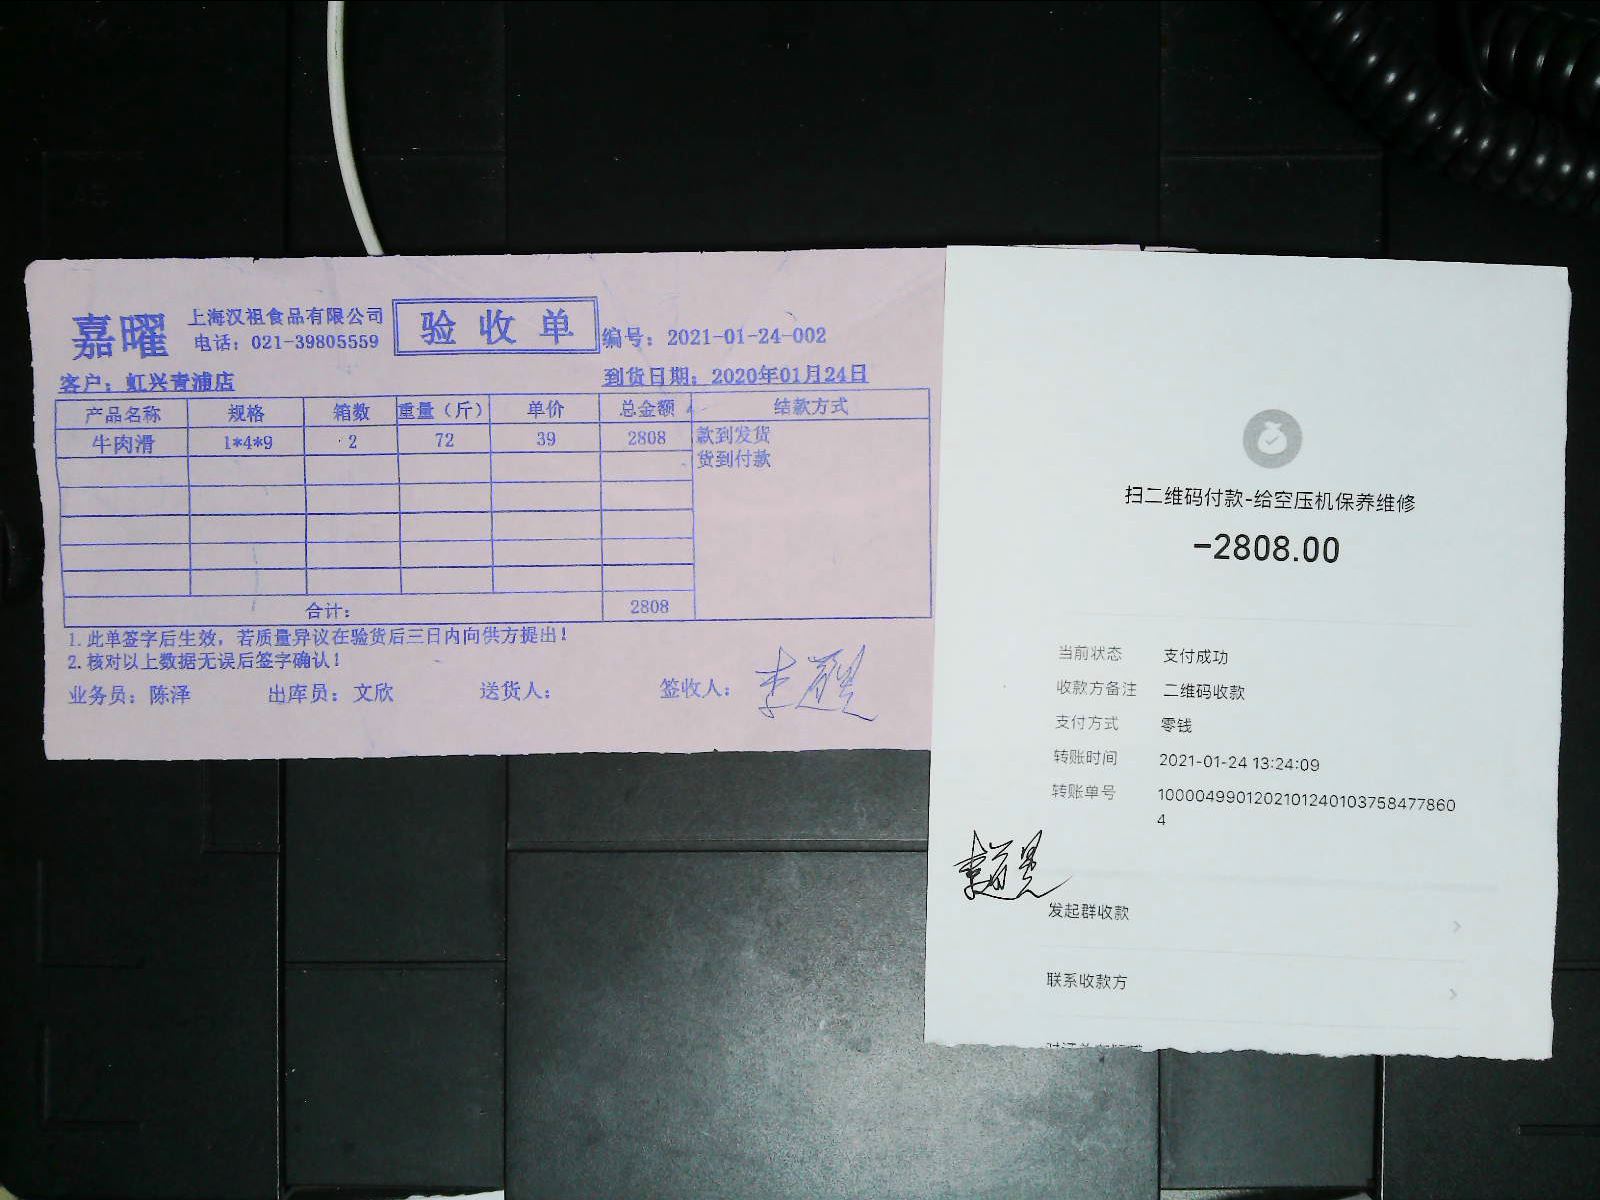 嘉曜
上海汉祖食品有限公司
电话：021-39805559
验收单
编号：2021-01-24-002
客户：虹兴青浦店
到货日期：2020年01月24日
产品名称 规格 箱数 重量（斤） 单价 总金额 结款方式
牛肉滑 1*4*9 2 72 39 2808 款到发货
货到付款
合计： 2808
1.此单签字后生效，若质量异议在验货后三日内向供方提出！
2.核对以上数据无误后签字确认！
业务员：陈泽 出库员：文欣 送货人： 签收人：
扫二维码付款-给空压机保养维修
-2808.00
当前状态 支付成功
收款方备注 二维码收款
支付方式 零钱
转账时间 2021-01-24 13:24:09
转账单号 100004990120210124010375847786​0
4
发起群收款
联系收款方